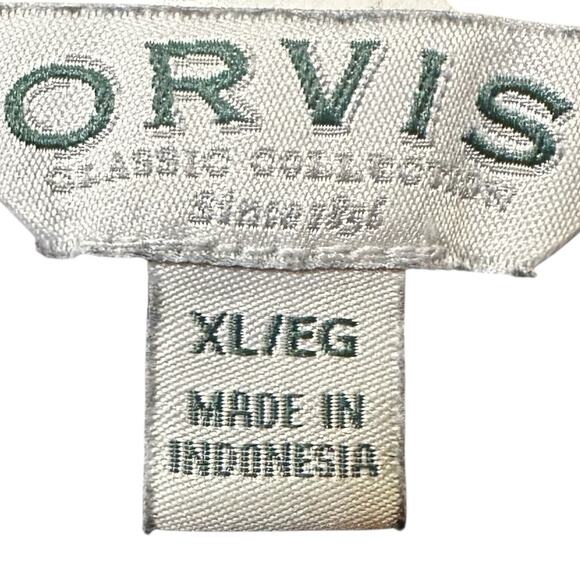 ORVIS
CLASSIC COLLECTION
Since 1856
XL/EG
MADE IN
INDONESIA